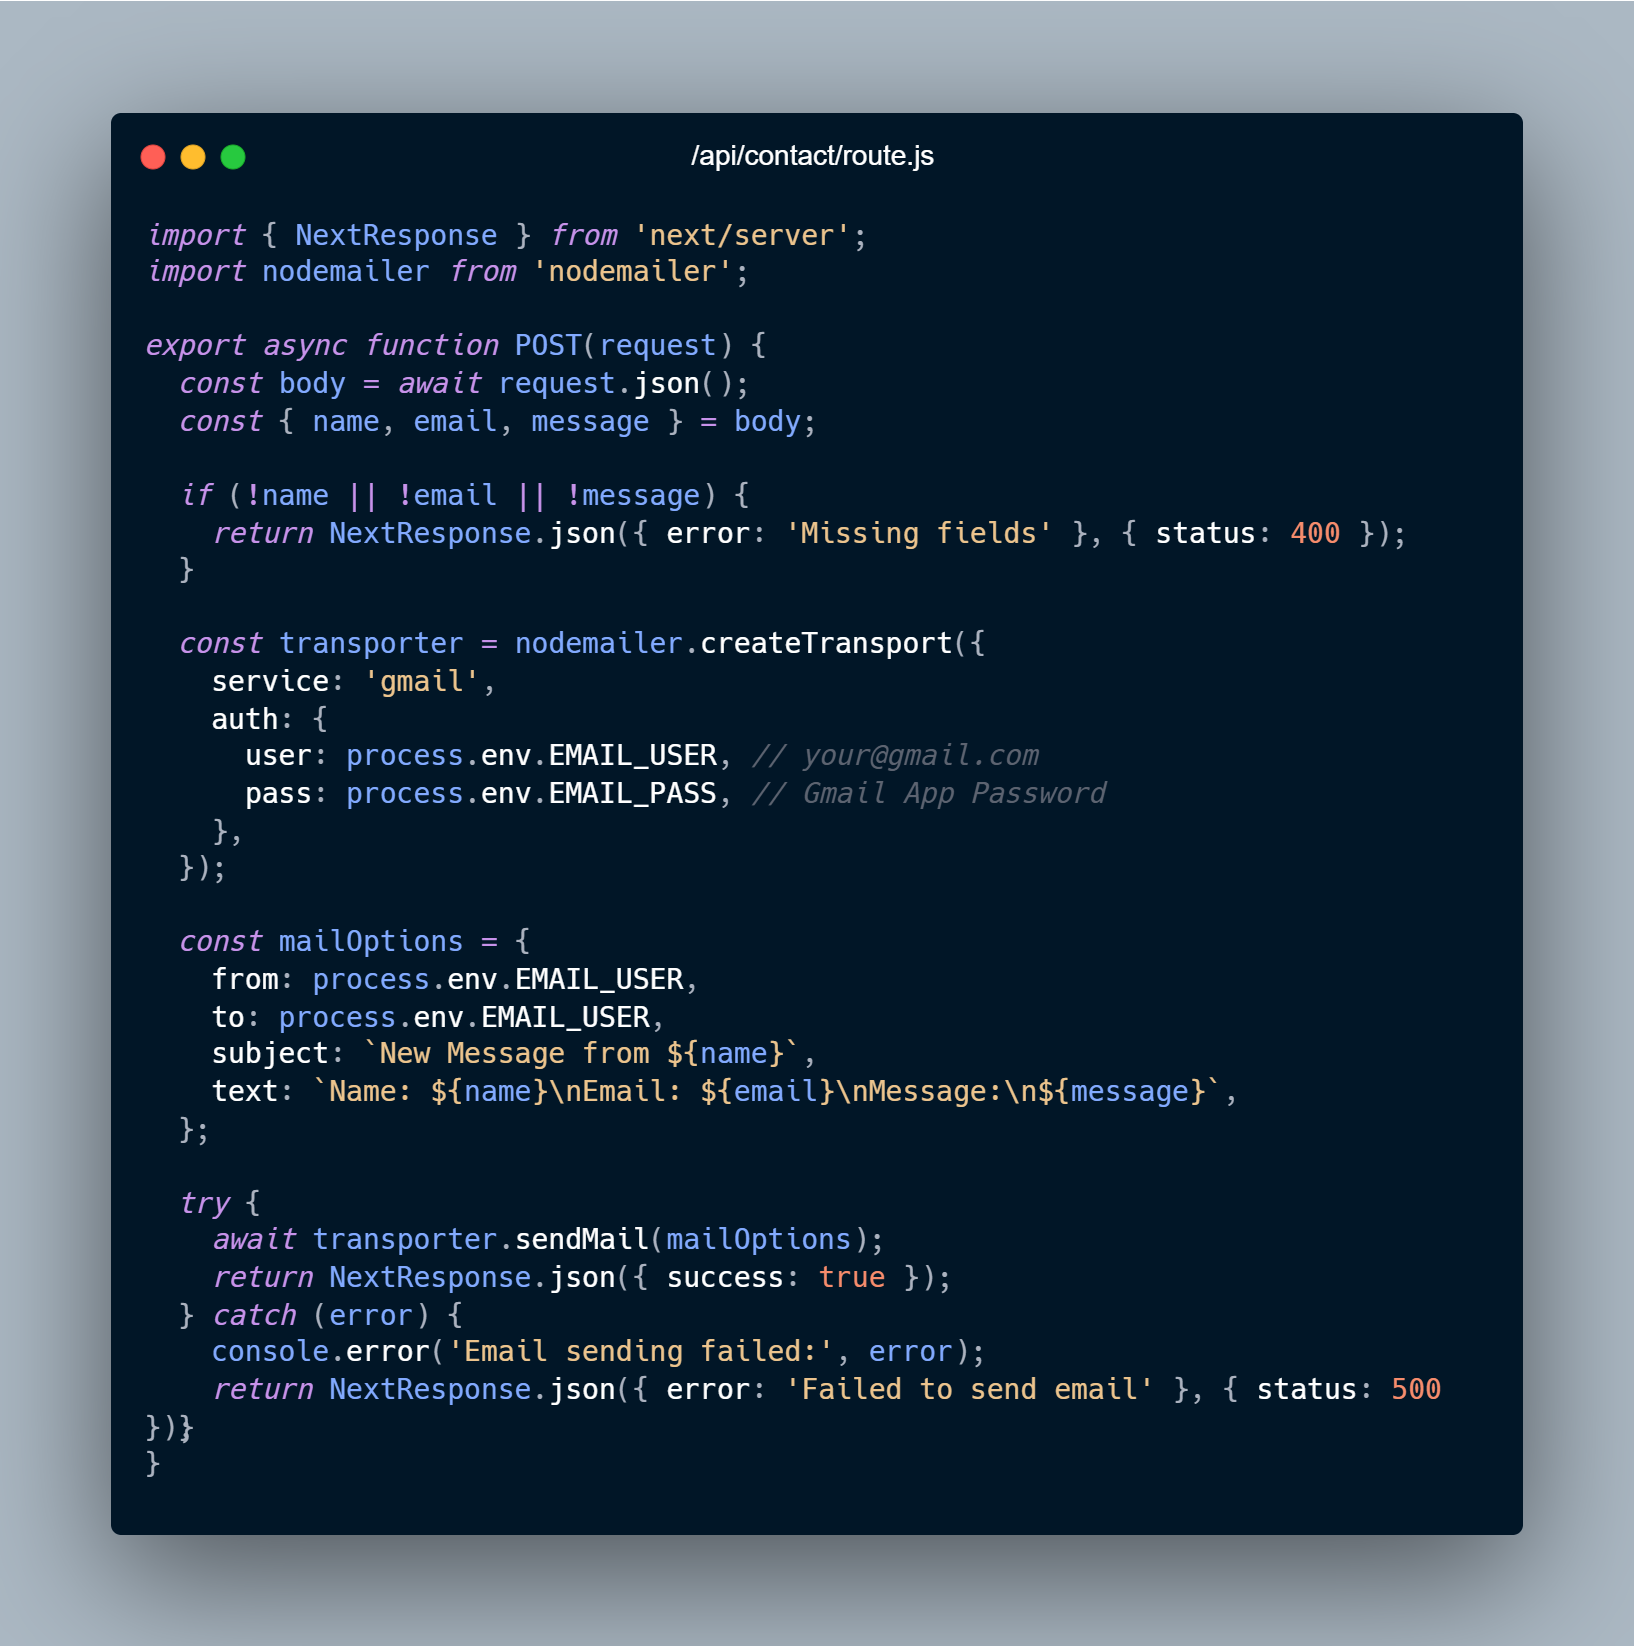 /api/contact/route.js
import { NextResponse } from 'next/server';
import nodemailer from 'nodemailer';

export async function POST(request) {
  const body = await request.json();
  const { name, email, message } = body;

  if (!name || !email || !message) {
    return NextResponse.json({ error: 'Missing fields' }, { status: 400 });
  }

  const transporter = nodemailer.createTransport({
    service: 'gmail',
    auth: {
      user: process.env.EMAIL_USER, // your@gmail.com
      pass: process.env.EMAIL_PASS, // Gmail App Password
    },
  });

  const mailOptions = {
    from: process.env.EMAIL_USER,
    to: process.env.EMAIL_USER,
    subject: `New Message from ${name}`,
    text: `Name: ${name}\nEmail: ${email}\nMessage:\n${message}`,
  };

  try {
    await transporter.sendMail(mailOptions);
    return NextResponse.json({ success: true });
  } catch (error) {
    console.error('Email sending failed:', error);
    return NextResponse.json({ error: 'Failed to send email' }, { status: 500
});
  }
}